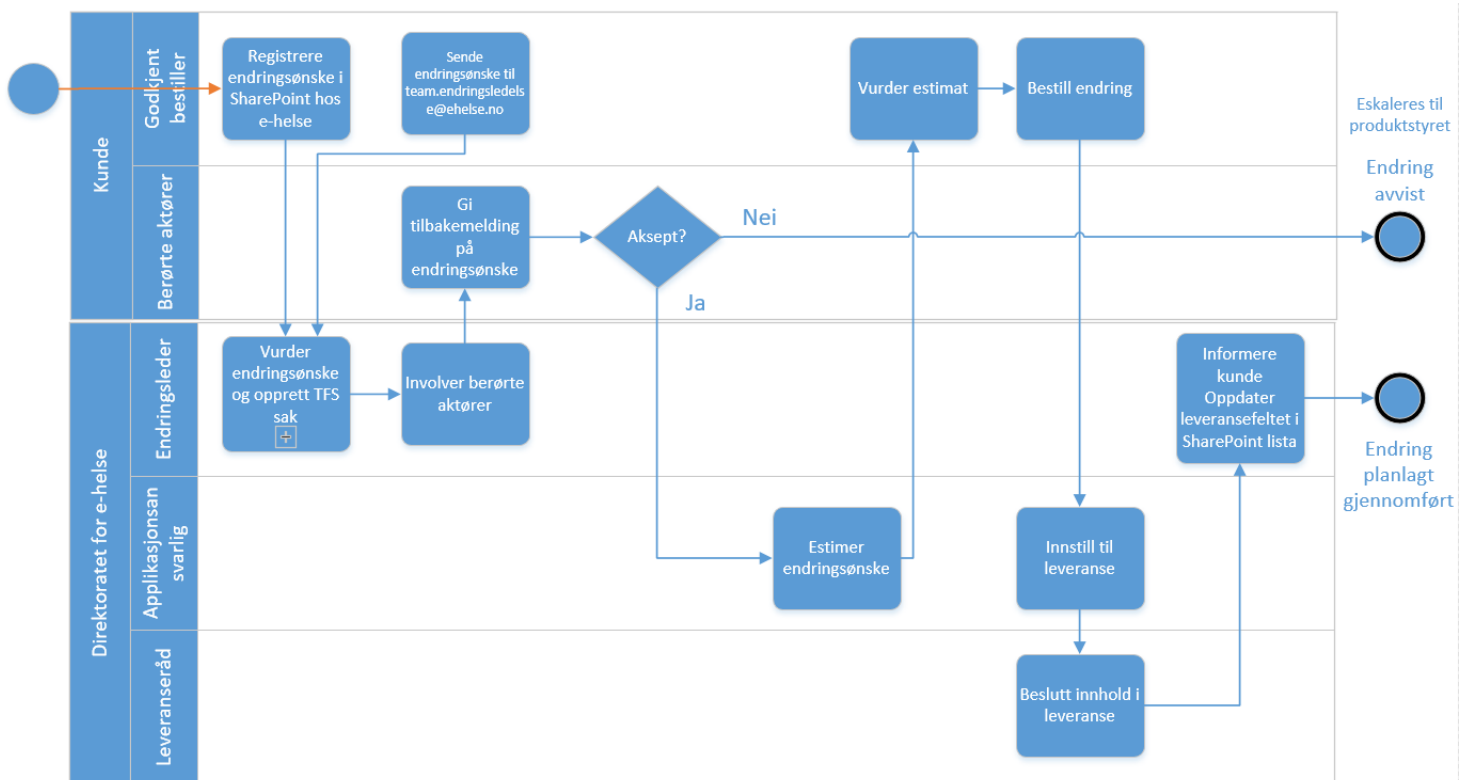 Kunde
Godkjent
bestiller
Registrere
endringsønske i
SharePoint hos
e-helse
Sende
endringsønske til
team.endringsledels
e@ehelse.no
Vurder estimat
Bestill endring
Eskaleres til
produktstyret
Endring
avvist
Berørte aktører
Gi
tilbakemelding
på
endringsønske
Aksept?
Nei
Ja
Direktoratet for e-helse
Endringsleder
Vurder
endringsønske
og opprett TFS
sak
Involver berørte
aktører
Informere
kunde
Oppdater
leveransefeltet i
SharePoint lista
Endring
planlagt
gjennomført
Applikasjonsan
svarlig
Estimer
endringsønske
Innstill til
leveranse
Leveranseråd
Beslutt innhold i
leveranse